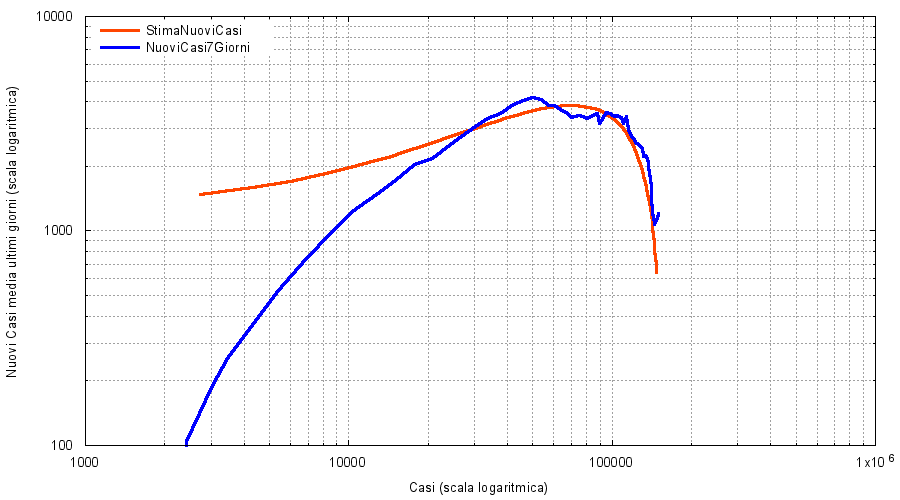 10000
StimaNuoviCasi
NuoviCasi7Giorni
Nuovi Casi media ultimi giorni (scala logaritmica)
1000
100
1000
10000
100000
1x10 6
Casi (scala logaritmica)